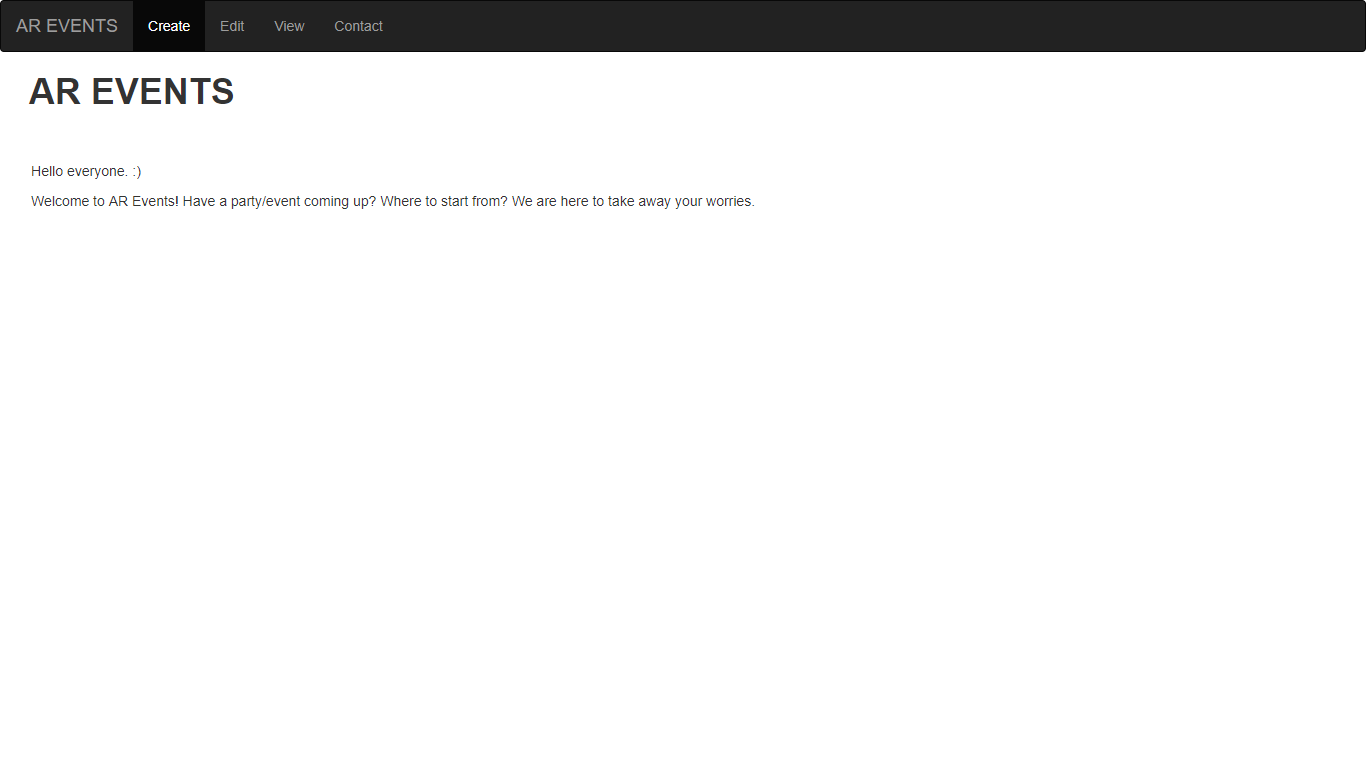 AR EVENTS Create Edit View Contact
AR EVENTS
Hello everyone. :)
Welcome to AR Events! Have a party/event coming up? Where to start from? We are here to take away your worries.